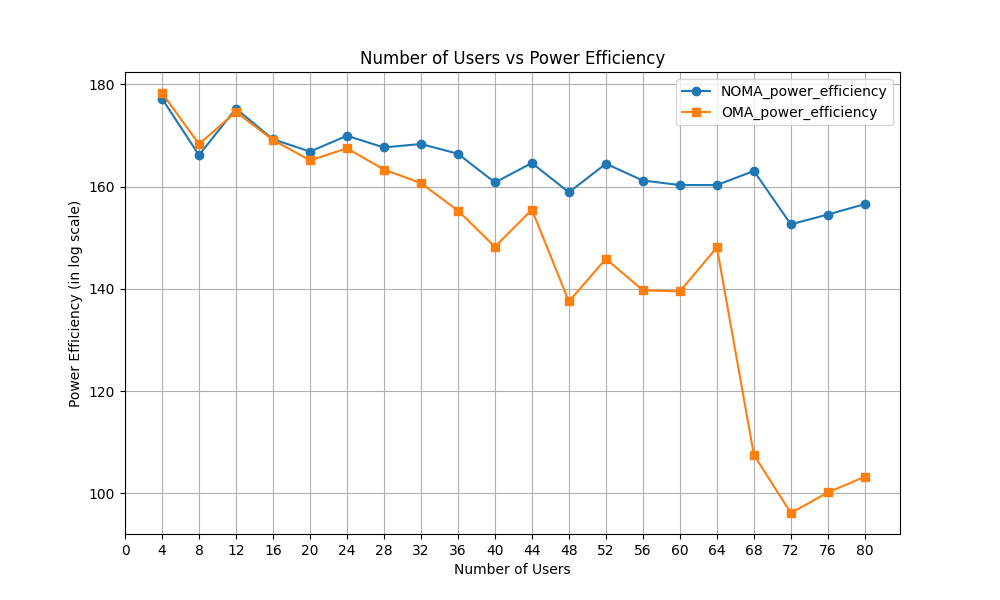 Number of Users vs Power Efficiency
NOMA_power_efficiency
OMA_power_efficiency
Power Efficiency (in log scale)
180
160
140
120
100
0 4 8 12 16 20 24 28 32 36 40 44 48 52 56 60 64 68 72 76 80
Number of Users